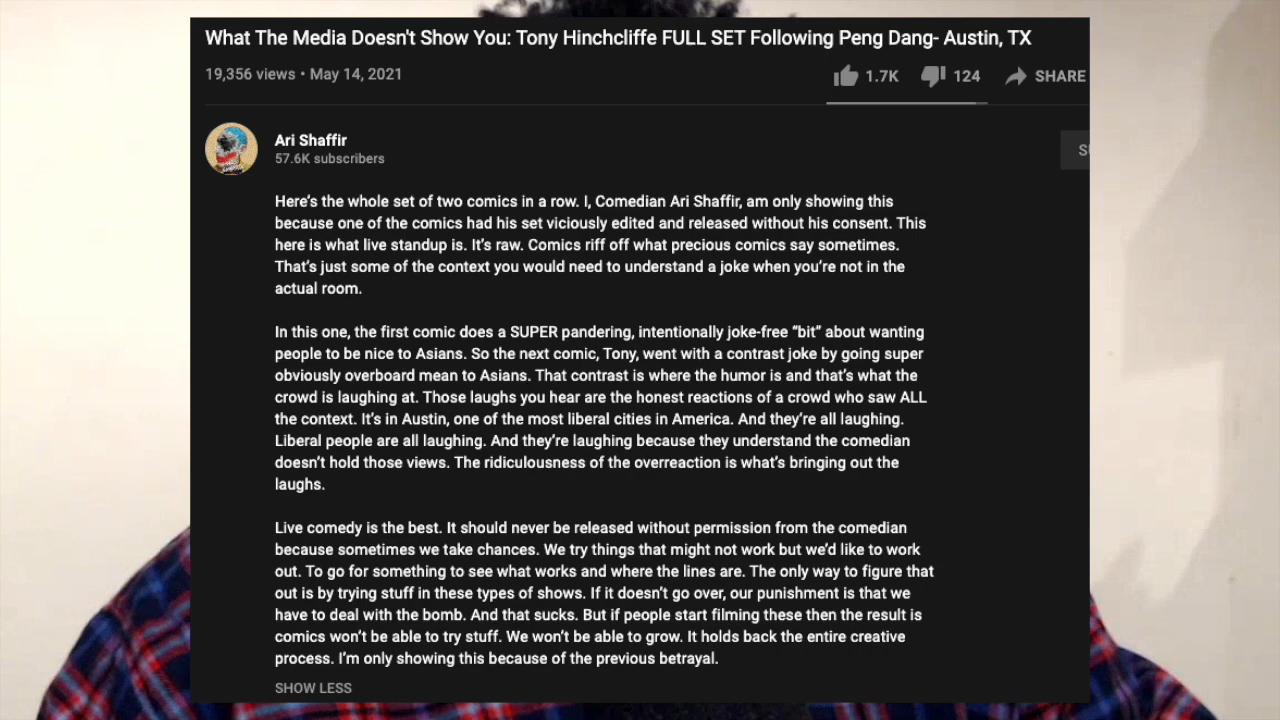 What The Media Doesn't Show You: Tony Hinchcliffe FULL SET Following Peng Dang- Austin, TX
19,356 views • May 14, 2021
1.7K
124
SHARE
Ari Shaffir
57.6K subscribers
Here's the whole set of two comics in a row. I, Comedian Ari Shaffir, am only showing this
because one of the comics had his set viciously edited and released without his consent. This
here is what live standup is. It's raw. Comics riff off what precious comics say sometimes.
That's just some of the context you would need to understand a joke when you're not in the
actual room.
In this one, the first comic does a SUPER pandering, intentionally joke-free “bit” about wanting
people to be nice to Asians. So the next comic, Tony, went with a contrast joke by going super
obviously overboard mean to Asians. That contrast is where the humor is and that's what the
crowd is laughing at. Those laughs you hear are the honest reactions of a crowd who saw ALL
the context. It's in Austin, one of the most liberal cities in America. And they're all laughing.
Liberal people are all laughing. And they're laughing because they understand the comedian
doesn't hold those views. The ridiculousness of the overreaction is what's bringing out the
laughs.
Live comedy is the best. It should never be released without permission from the comedian
because sometimes we take chances. We try things that might not work but we'd like to work
out. To go for something to see what works and where the lines are. The only way to figure that
out is by trying stuff in these types of shows. If it doesn't go over, our punishment is that we
have to deal with the bomb. And that sucks. But if people start filming these then the result is
comics won't be able to try stuff. We won't be able to grow. It holds back the entire creative
process. I'm only showing this because of the previous betrayal.
SHOW LESS